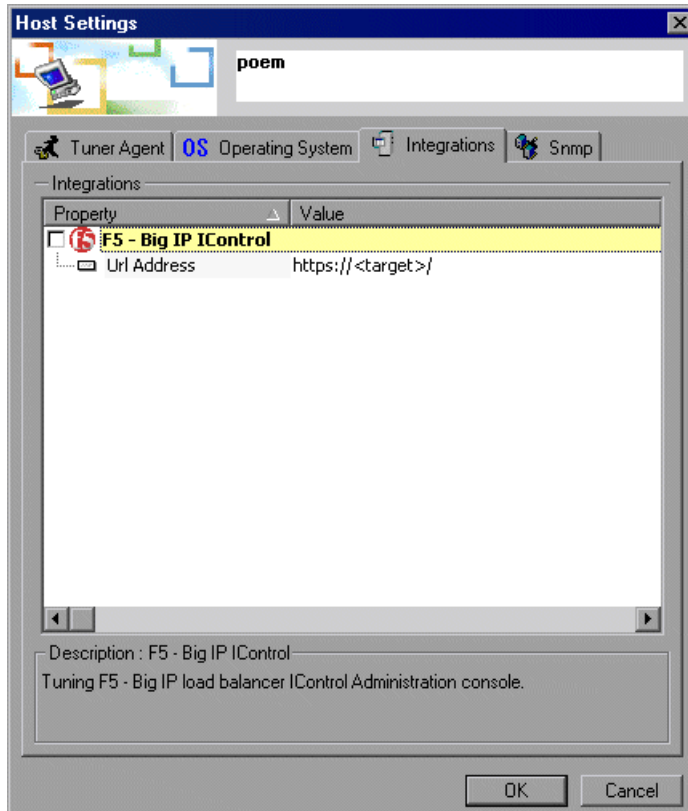 Host Settings
poem
Tuner Agent
OS Operating System
Integrations
Snmp
Integrations
Property Value
F5 F5 - Big IP IControl
Url Address https://<target>/
Description : F5 - Big IP IControl
Tuning F5 - Big IP load balancer IControl Administration console.
OK Cancel